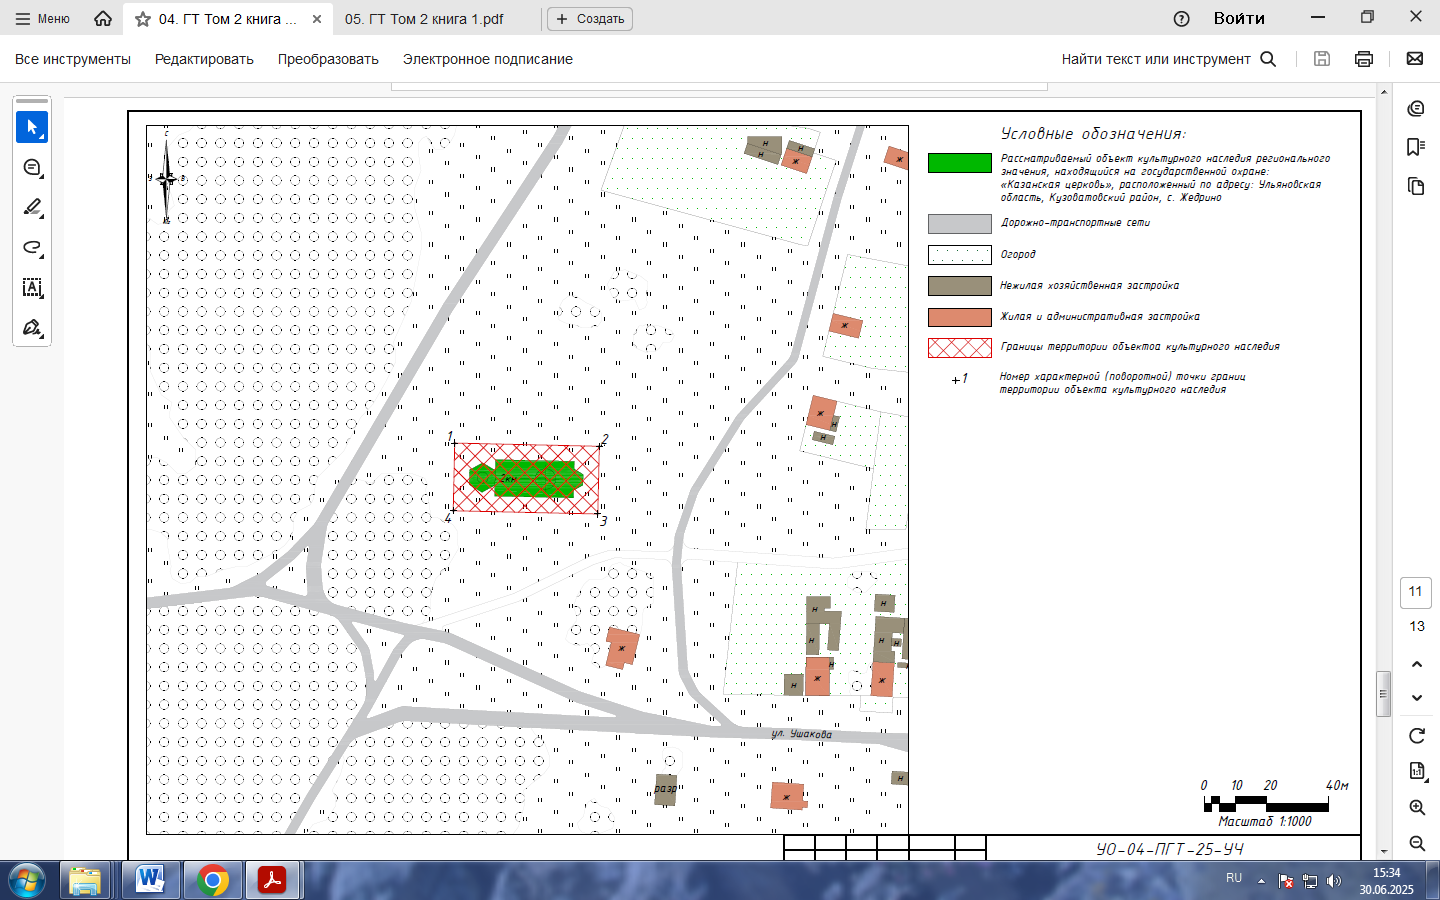 Меню
04. ГТ Том 2 книга ...
05. ГТ Том 2 книга 1.pdf
Создать
Войти
Все инструменты
Редактировать
Преобразовать
Электронное подписание
Найти текст или инструмент
Условные обозначения:
Рассматриваемый объект культурного наследия регионального
значения, находящийся на государственной охране:
«Казанская церковь», расположенный по адресу: Ульяновская
область, Кузоватовский район, с. Жедрино
Дорожно-транспортные сети
Огород
Нежилая хозяйственная застройка
Жилая и административная застройка
Границы территории объектоа культурного наследия
+1
Номер характерной (поворотной) точки границ
территории объекта культурного наследия
С
У
В
н
н
н
ж
ж
ж
ж
н
н
1
2
2кн
4
3
н
н
н
н
н
н
н
ж
ж
ж
н
ул. Ушакова
разр
ж
н
0 10 20 40м
Масштаб 1:1000
УО-04-ПГТ-25-УЧ
11
13
1:1
RU
15:34
30.06.2025